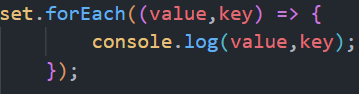 set.forEach((value,key) => {
console.log(value,key);
});